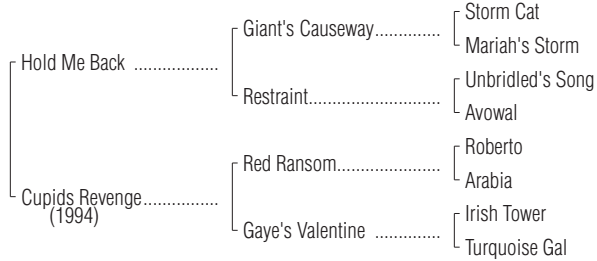 Storm Cat
Giant's Causeway..............
Mariah's Storm
Hold Me Back ..................
Unbridled's Song
Restraint............................
Avowal
Roberto
Red Ransom......................
Arabia
Cupids Revenge................
(1994)
Irish Tower
Gaye's Valentine ..............
Turquoise Gal